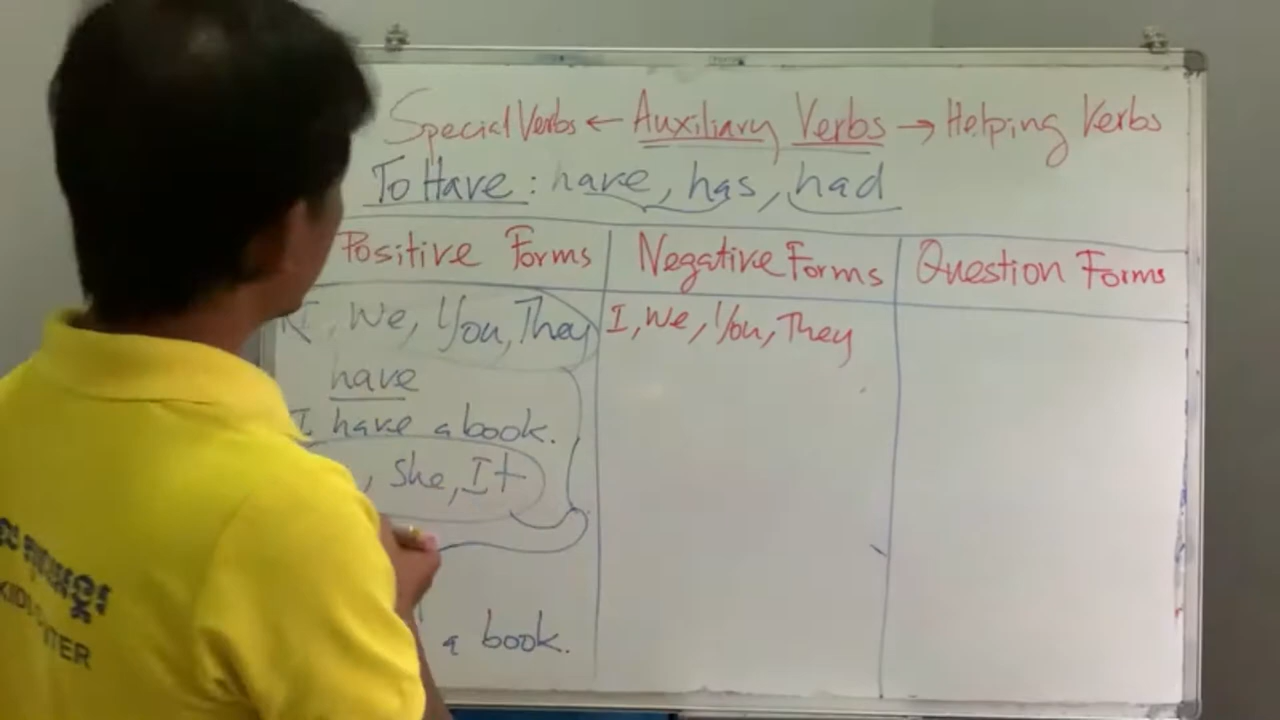 Special Verbs ← Auxiliary Verbs → Helping Verbs
To Have : have, has, had
Positive Forms
Negative Forms
Question Forms
I, We, You, They
I, We, You, They
have
I have a book.
, She, It
a book.